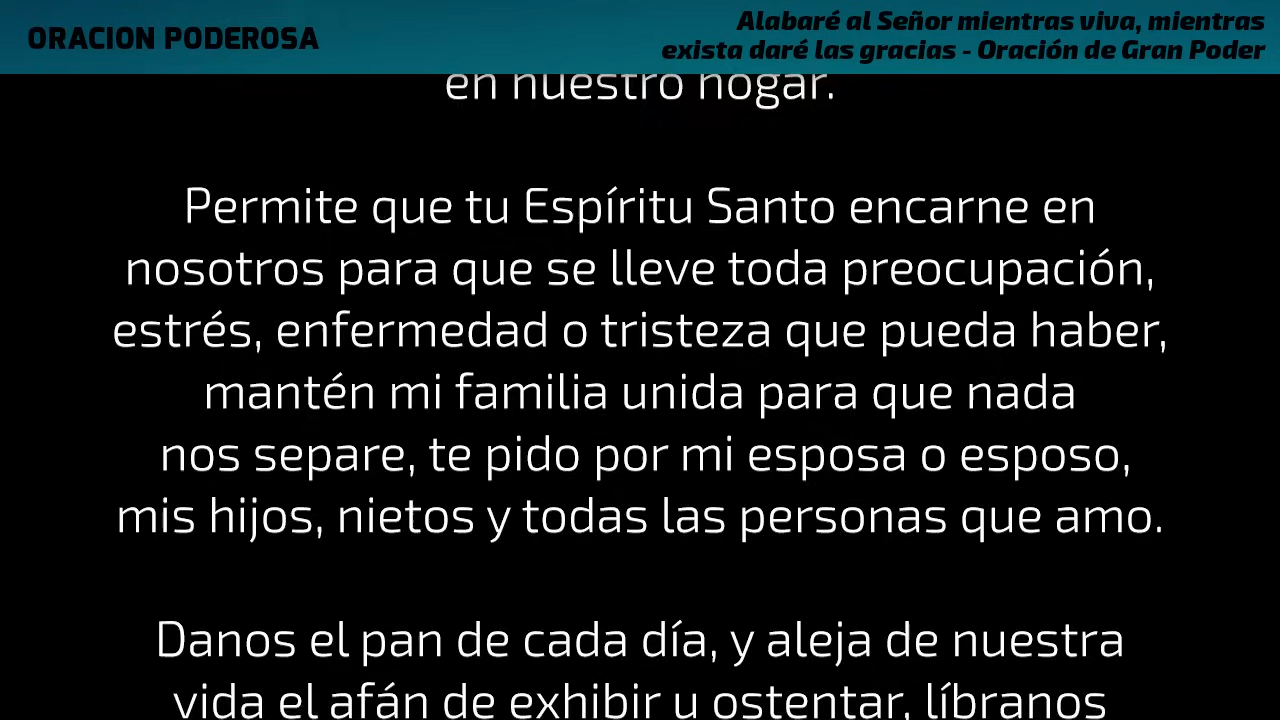 ORACION PODEROSA
Alabaré al Señor mientras viva, mientras
exista daré las gracias - Oración de Gran Poder
en nuestro hogar.
Permite que tu Espíritu Santo encarne en
nosotros para que se lleve toda preocupación,
estrés, enfermedad o tristeza que pueda haber,
mantén mi familia unida para que nada
nos separe, te pido por mi esposa o esposo,
mis hijos, nietos y todas las personas que amo.
Danos el pan de cada día, y aleja de nuestra
vida el afán de exhibir u ostentar, líbranos